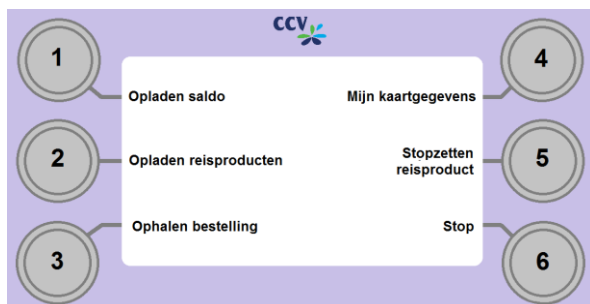 CCV
1
4
Opladen saldo
Mijn kaartgegevens
2
Opladen reisproducten
Stopzetten
reisproduct
5
Ophalen bestelling
Stop
3
6